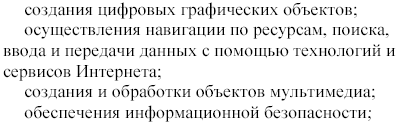 создания цифровых графических объектов;
осуществления навигации по ресурсам, поиска,
ввода и передачи данных с помощью технологий и
сервисов Интернета;
создания и обработки объектов мультимедиа;
обеспечения информационной безопасности;